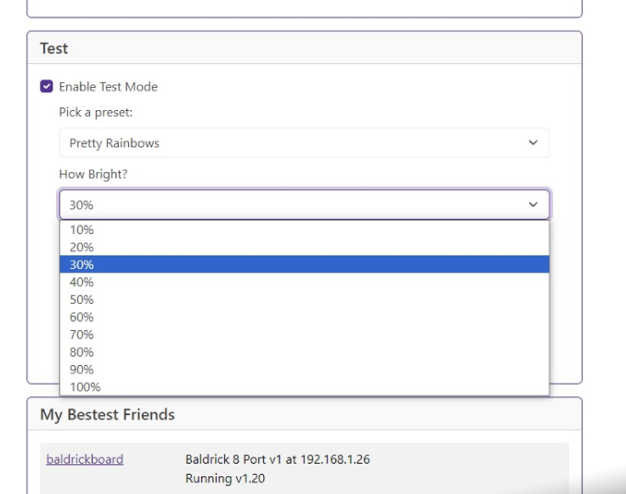 Test
Enable Test Mode
Pick a preset:
Pretty Rainbows
How Bright?
30%
10%
20%
30%
40%
50%
60%
70%
80%
90%
100%
My Bestest Friends
baldrickboard Baldrick 8 Port v1 at 192.168.1.26
Running v1.20